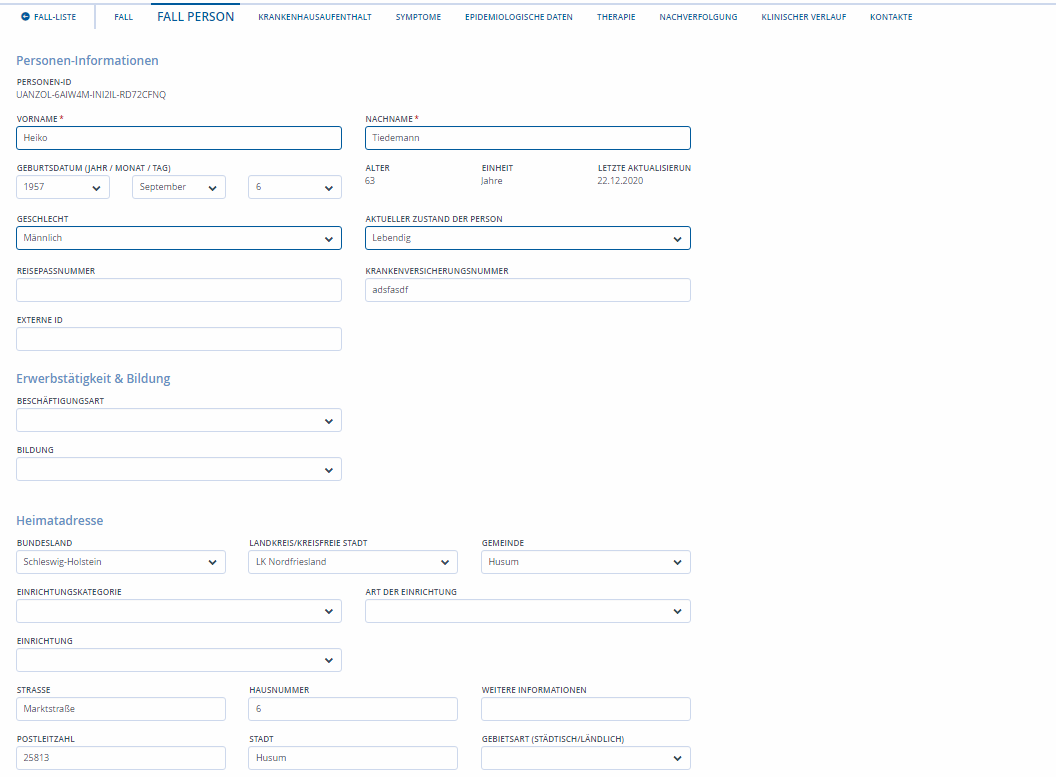 FALL-LISTE FALL FALL PERSON KRANKENHAUSAUFENTHALT SYMPTOME EPIDEMIOLOGISCHE DATEN THERAPIE NACHVERFOLGUNG KLINISCHER VERLAUF KONTAKTE
Personen-Informationen
PERSONEN-ID
UANZOL-6AIW4M-INI2IL-RD72CFNQ
VORNAME * NACHNAME *
Heiko Tiedemann
GEBURTSDATUM (JAHR / MONAT / TAG) ALTER EINHEIT LETZTE AKTUALISIERUN
1957 September 6 63 Jahre 22.12.2020
GESCHLECHT AKTUELLER ZUSTAND DER PERSON
Männlich Lebendig
REISEPASSNUMMER KRANKENVERSICHERUNGSNUMMER
adsfasdf
EXTERNE ID
Erwerbstätigkeit & Bildung
BESCHÄFTIGUNGSART
BILDUNG
Heimatadresse
BUNDESLAND LANDKREIS/KREISFREIE STADT GEMEINDE
Schleswig-Holstein LK Nordfriesland Husum
EINRICHTUNGSKATEGORIE ART DER EINRICHTUNG
EINRICHTUNG
STRASSE HAUSNUMMER WEITERE INFORMATIONEN
Marktstraße 6
POSTLEITZAHL STADT GEBIETSART (STÄDTISCH/LÄNDLICH)
25813 Husum